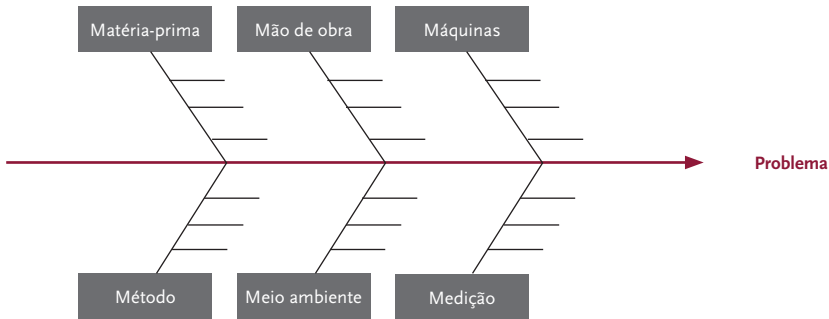 Matéria-prima
Mão de obra
Máquinas
Problema
Método
Meio ambiente
Medição